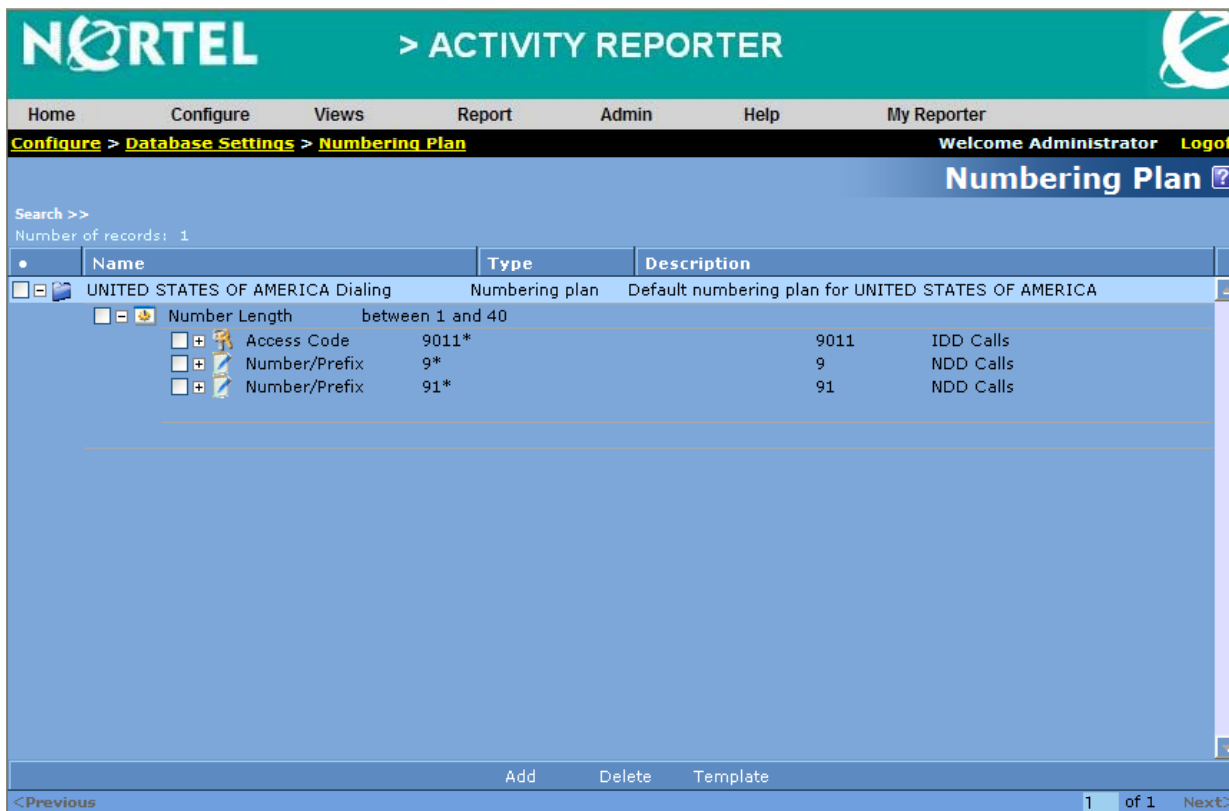 NORTEL > ACTIVITY REPORTER
Home Configure Views Report Admin Help My Reporter
Configure > Database Settings > Numbering Plan Welcome Administrator Logof
Numbering Plan ?
Search >>
Number of records: 1
Name Type Description
UNITED STATES OF AMERICA Dialing Numbering plan Default numbering plan for UNITED STATES OF AMERICA
Number Length between 1 and 40
Access Code 9011* 9011 IDD Calls
Number/Prefix 9* 9 NDD Calls
Number/Prefix 91* 91 NDD Calls
Add Delete Template
<Previous 1 of 1 Next>